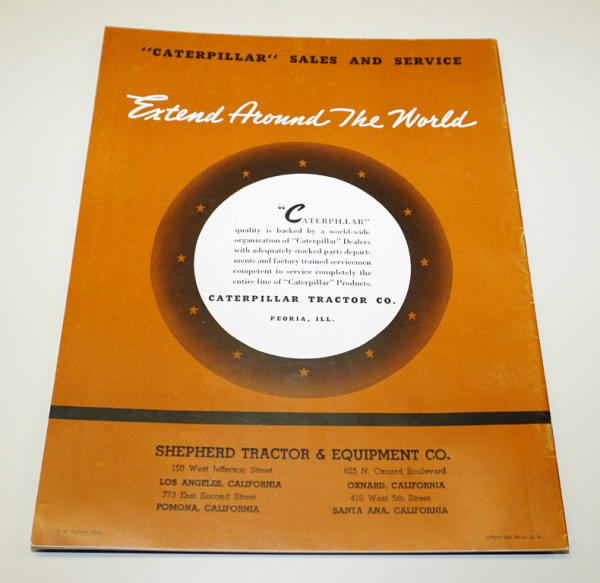 "CATERPILLAR" SALES AND SERVICE
Extend Around The World
"CATERPILLAR"
quality is backed by a world-wide
organization of "Caterpillar" Dealers
with adequately stocked parts depart-
ments and factory trained servicemen
competent to service completely the
entire line of "Caterpillar" Products.
CATERPILLAR TRACTOR CO.
PEORIA, ILL.
SHEPHERD TRACTOR & EQUIPMENT CO.
150 West Jefferson Street
LOS ANGELES, CALIFORNIA
773 East Second Street
POMONA, CALIFORNIA
625 N. Oxnard Boulevard
OXNARD, CALIFORNIA
410 West 5th Street
SANTA ANA, CALIFORNIA
PRINTED IN U. S. A.